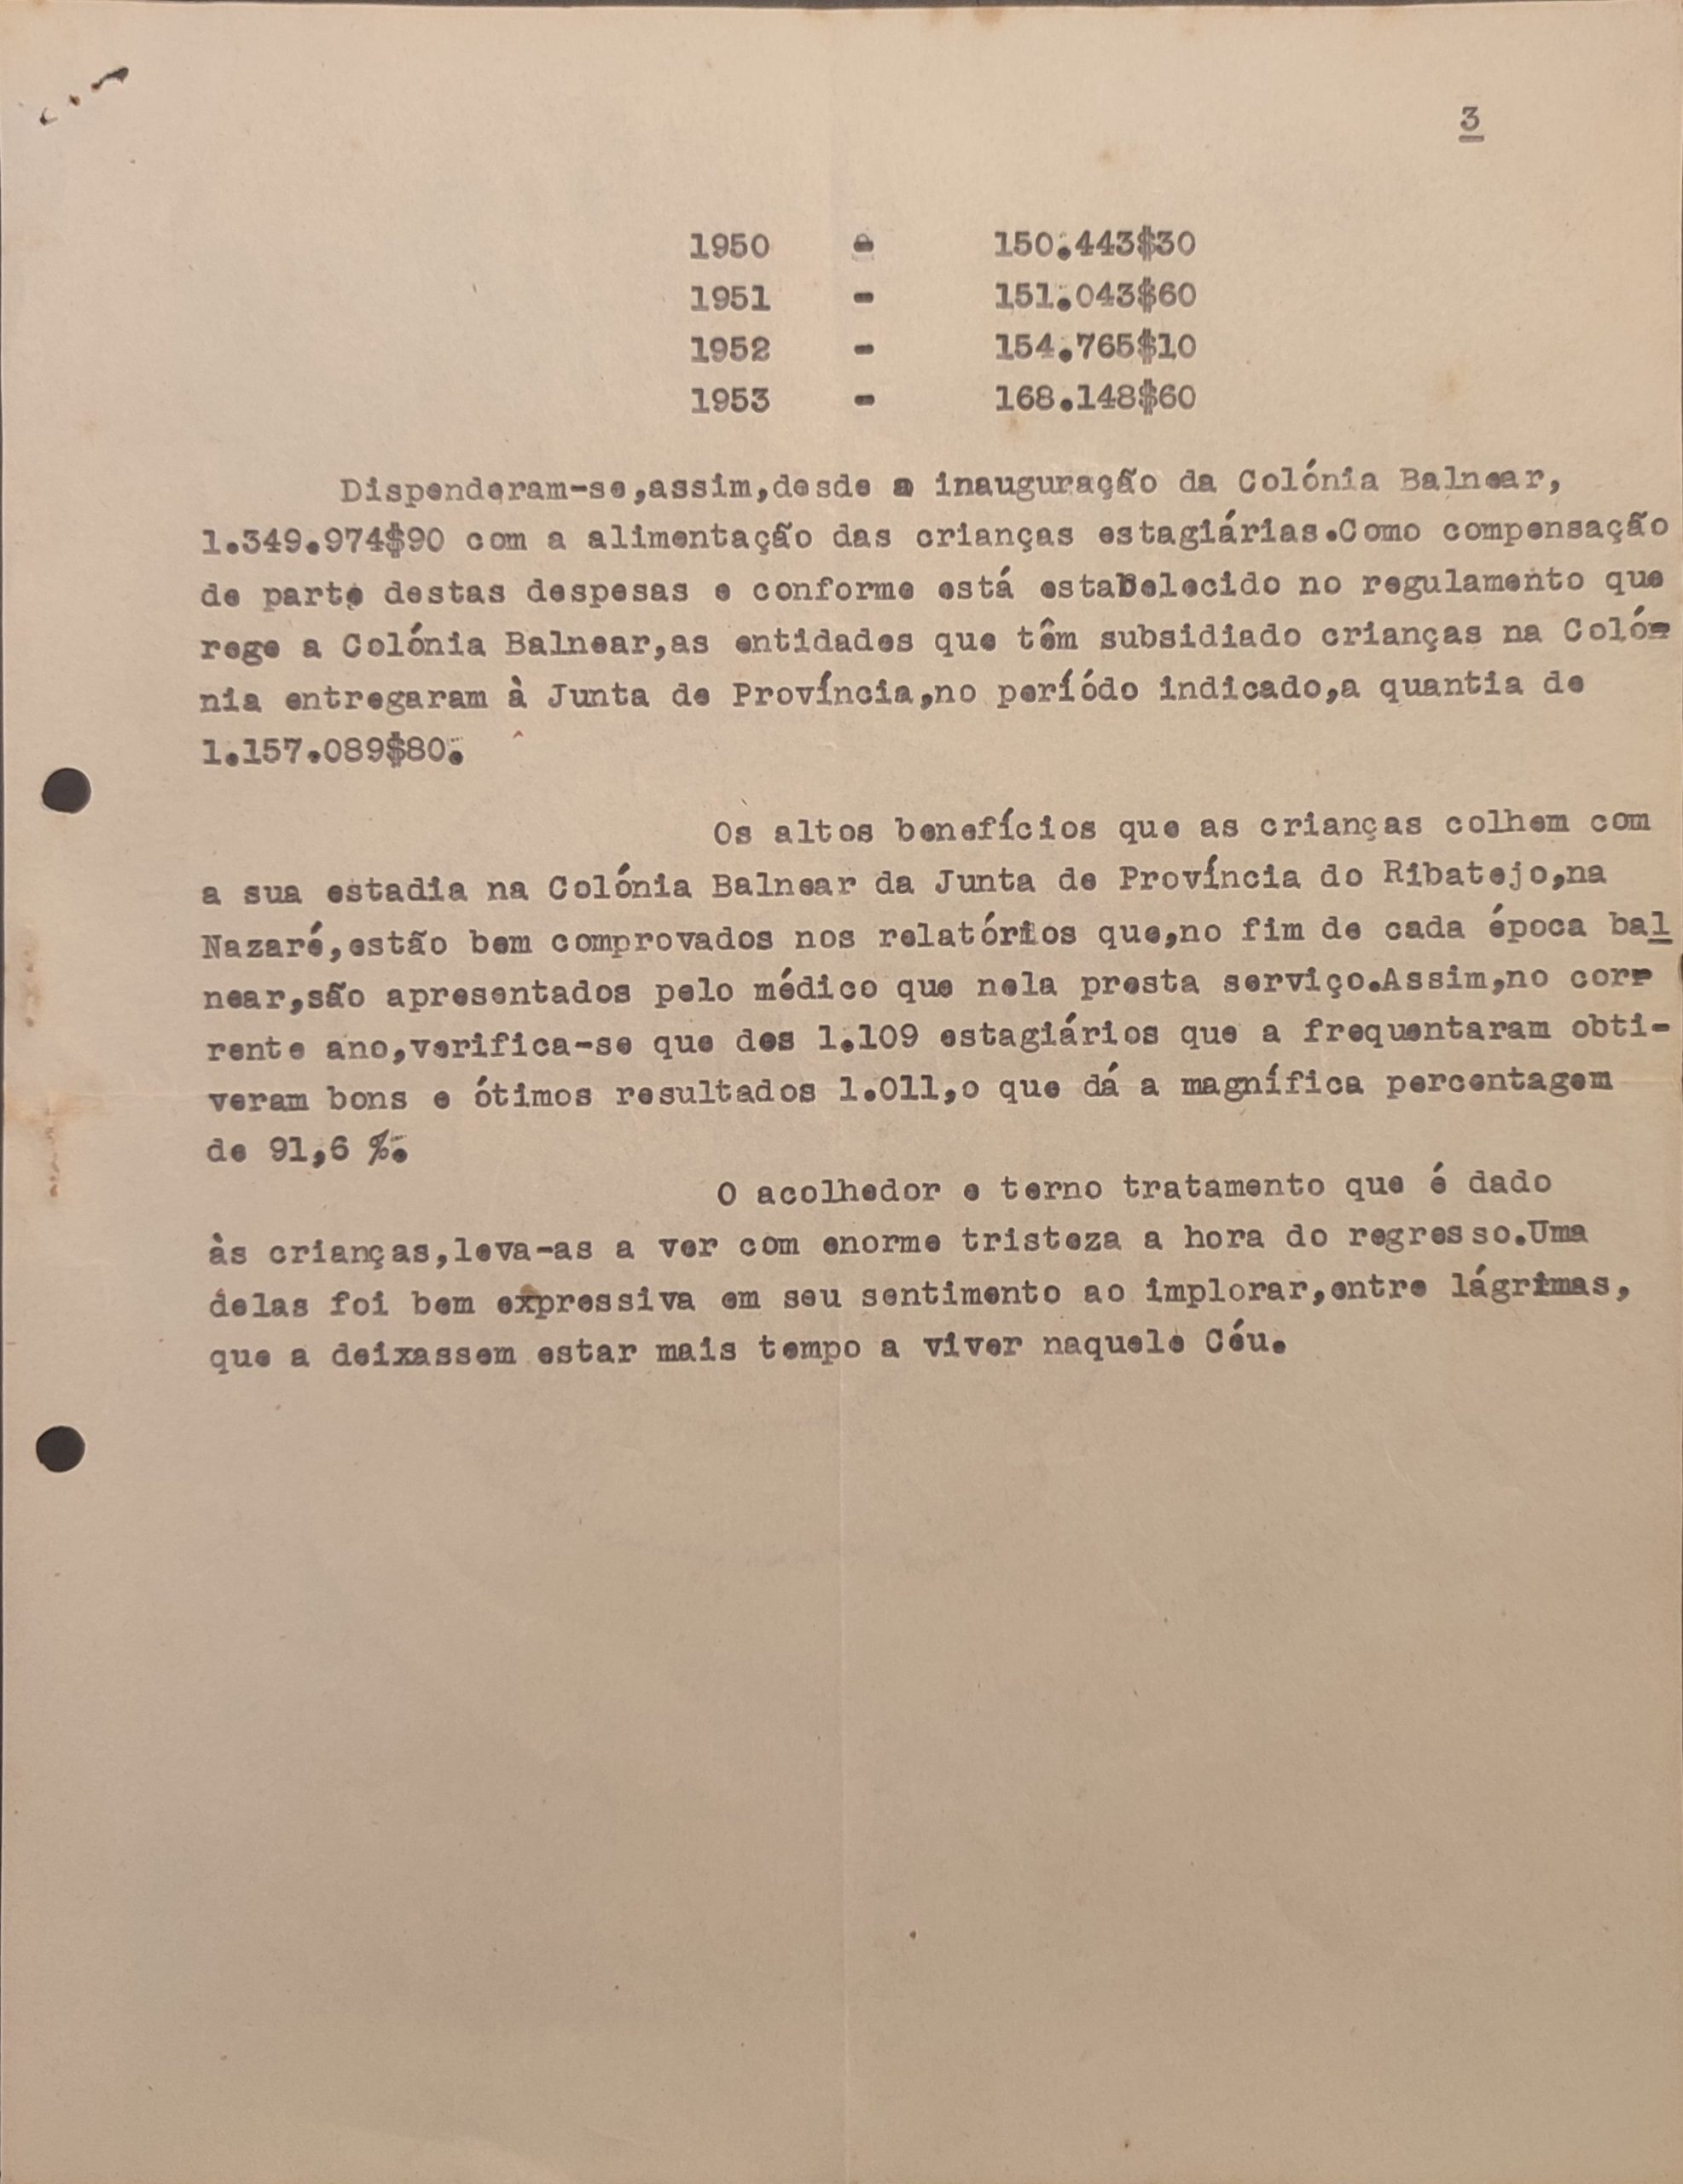 3
1950 - 150.443$30
1951 - 151.043$60
1952 - 154.765$10
1953 - 168.148$60
Dispenderam-se,assim,desde a inauguração da Colónia Balnear,
1.349.974$90 com a alimentação das crianças estagiárias.Como compensação
de parte destas despesas e conforme está estabelecido no regulamento que
rege a Colónia Balnear,as entidades que têm subsidiado crianças na Coló-
nia entregaram à Junta de Província,no períódo indicado,a quantia de
1.157.089$80.
Os altos benefícios que as crianças colhem com
a sua estadia na Colónia Balnear da Junta de Província do Ribatejo,na
Nazaré,estão bem comprovados nos relatórios que,no fim de cada época bal
near,são apresentados pelo médico que nela presta serviço.Assim,no cor-
rente ano,verifica-se que dos 1.109 estagiários que a frequentaram obti-
veram bons e ótimos resultados 1.011,o que dá a magnífica percentagem
de 91,6 %.
O acolhedor e terno tratamento que é dado
às crianças,leva-as a ver com enorme tristeza a hora do regresso.Uma
delas foi bem expressiva em seu sentimento ao implorar,entre lágrimas,
que a deixassem estar mais tempo a viver naquele Céu.